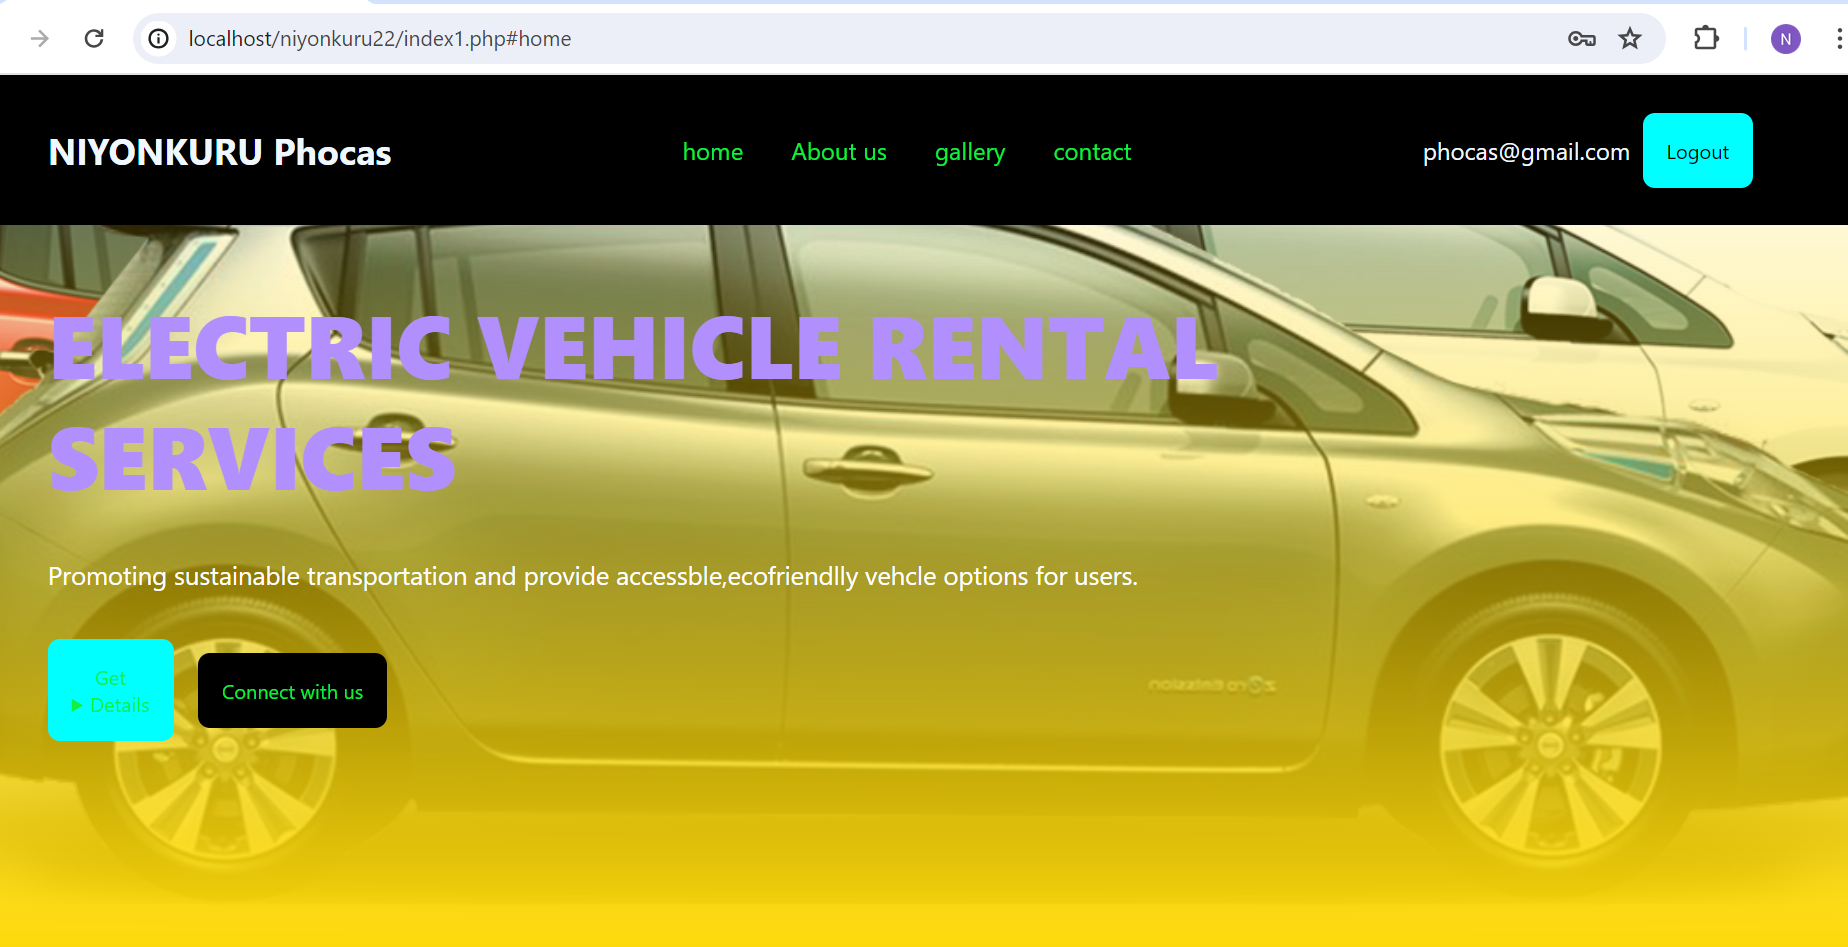 localhost/niyonkuru22/index1.php#home
N
NIYONKURU Phocas
home
About us
gallery
contact
phocas@gmail.com
Logout
ELECTRIC VEHICLE RENTAL
SERVICES
Promoting sustainable transportation and provide accessble,ecofriendlly vehcle options for users.
Get
Details
Connect with us